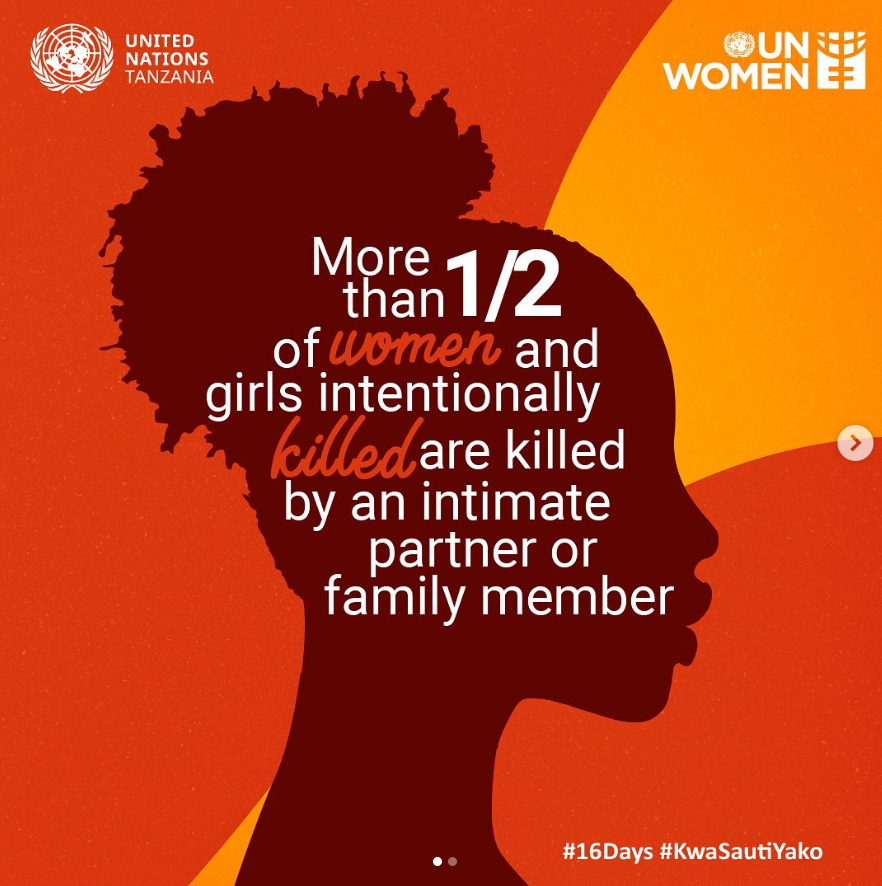 UNITED
NATIONS
TANZANIA
UN
WOMEN
More
than 1/2
of women and
girls intentionally
killed are killed
by an intimate
partner or
family member
#16Days #KwaSautiYako